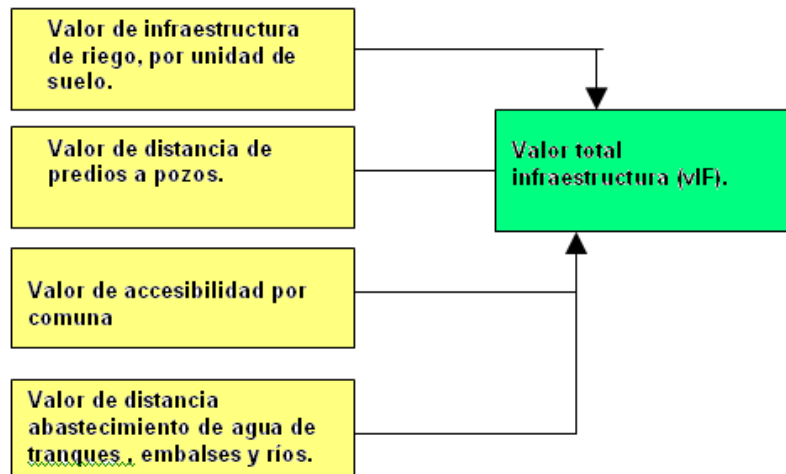 Valor de infraestructura
de riego, por unidad de
suelo.
Valor de distancia de
predios a pozos.
Valor total
infraestructura (vIF).
Valor de accesibilidad por
comuna
Valor de distancia
abastecimiento de agua de
tranques , embalses y ríos.